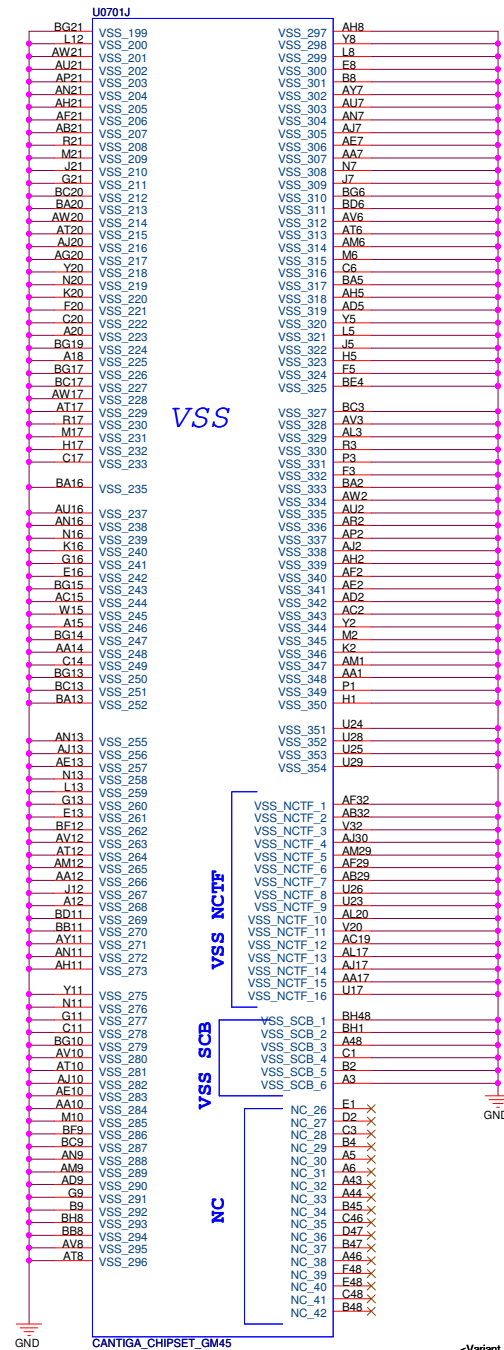 U0701J
BG21 VSS_199
L12 VSS_200
AW21 VSS_201
AU21 VSS_202
AP21 VSS_203
AN21 VSS_204
AH21 VSS_205
AF21 VSS_206
AB21 VSS_207
R21 VSS_208
M21 VSS_209
J21 VSS_210
G21 VSS_211
BC20 VSS_212
BA20 VSS_213
AW20 VSS_214
AT20 VSS_215
AJ20 VSS_216
AG20 VSS_217
Y20 VSS_218
N20 VSS_219
K20 VSS_220
F20 VSS_221
C20 VSS_222
A20 VSS_223
BG19 VSS_224
A18 VSS_225
BG17 VSS_226
BC17 VSS_227
AW17 VSS_228
AT17 VSS_229
R17 VSS_230
M17 VSS_231
H17 VSS_232
C17 VSS_233
BA16 VSS_235
AU16 VSS_237
AN16 VSS_238
N16 VSS_239
K16 VSS_240
G16 VSS_241
E16 VSS_242
BG15 VSS_243
AC15 VSS_244
W15 VSS_245
A15 VSS_246
BG14 VSS_247
AA14 VSS_248
C14 VSS_249
BG13 VSS_250
BC13 VSS_251
BA13 VSS_252
AN13 VSS_255
AJ13 VSS_256
AE13 VSS_257
N13 VSS_258
L13 VSS_259
G13 VSS_260
E13 VSS_261
BF12 VSS_262
AV12 VSS_263
AT12 VSS_264
AM12 VSS_265
AA12 VSS_266
J12 VSS_267
A12 VSS_268
BD11 VSS_269
BB11 VSS_270
AY11 VSS_271
AN11 VSS_272
AH11 VSS_273
Y11 VSS_275
N11 VSS_276
G11 VSS_277
C11 VSS_278
BG10 VSS_279
AV10 VSS_280
AT10 VSS_281
AJ10 VSS_282
AE10 VSS_283
AA10 VSS_284
M10 VSS_285
BF9 VSS_286
BC9 VSS_287
AN9 VSS_288
AM9 VSS_289
AD9 VSS_290
G9 VSS_291
B9 VSS_292
BH8 VSS_293
BB8 VSS_294
AV8 VSS_295
AT8 VSS_296
GND
VSS
VSS_297 AH8
VSS_298 Y8
VSS_299 L8
VSS_300 E8
VSS_301 B8
VSS_302 AY7
VSS_303 AU7
VSS_304 AN7
VSS_305 AJ7
VSS_306 AE7
VSS_307 AA7
VSS_308 N7
VSS_309 J7
VSS_310 BG6
VSS_311 BD6
VSS_312 AV6
VSS_313 AT6
VSS_314 AM6
VSS_315 M6
VSS_316 C6
VSS_317 BA5
VSS_318 AH5
VSS_319 AD5
VSS_320 Y5
VSS_321 L5
VSS_322 J5
VSS_323 H5
VSS_324 F5
VSS_325 BE4
VSS_327 BC3
VSS_328 AV3
VSS_329 AL3
VSS_330 R3
VSS_331 P3
VSS_332 F3
VSS_333 BA2
VSS_334 AW2
VSS_335 AU2
VSS_336 AR2
VSS_337 AP2
VSS_338 AJ2
VSS_339 AH2
VSS_340 AF2
VSS_341 AE2
VSS_342 AD2
VSS_343 AC2
VSS_344 Y2
VSS_345 M2
VSS_346 K2
VSS_347 AM1
VSS_348 AA1
VSS_349 P1
VSS_350 H1
VSS_351 U24
VSS_352 U28
VSS_353 U25
VSS_354 U29
VSS NCTF
VSS_NCTF_1 AF32
VSS_NCTF_2 AB32
VSS_NCTF_3 V32
VSS_NCTF_4 AJ30
VSS_NCTF_5 AM29
VSS_NCTF_6 AF29
VSS_NCTF_7 AB29
VSS_NCTF_8 U26
VSS_NCTF_9 U23
VSS_NCTF_10 AL20
VSS_NCTF_11 V20
VSS_NCTF_12 AC19
VSS_NCTF_13 AL17
VSS_NCTF_14 AJ17
VSS_NCTF_15 AA17
VSS_NCTF_16 U17
VSS SCB
VSS_SCB_1 BH48
VSS_SCB_2 BH1
VSS_SCB_3 A48
VSS_SCB_4 C1
VSS_SCB_5 B2
VSS_SCB_6 A3
GND
NC
NC_26 E1
NC_27 D2
NC_28 C3
NC_29 B4
NC_30 A5
NC_31 A6
NC_32 A43
NC_33 A44
NC_34 B45
NC_35 C46
NC_36 D47
NC_37 B47
NC_38 A46
NC_39 F48
NC_40 E48
NC_41 C48
NC_42 B48
CANTIGA_CHIPSET_GM45
<Variant